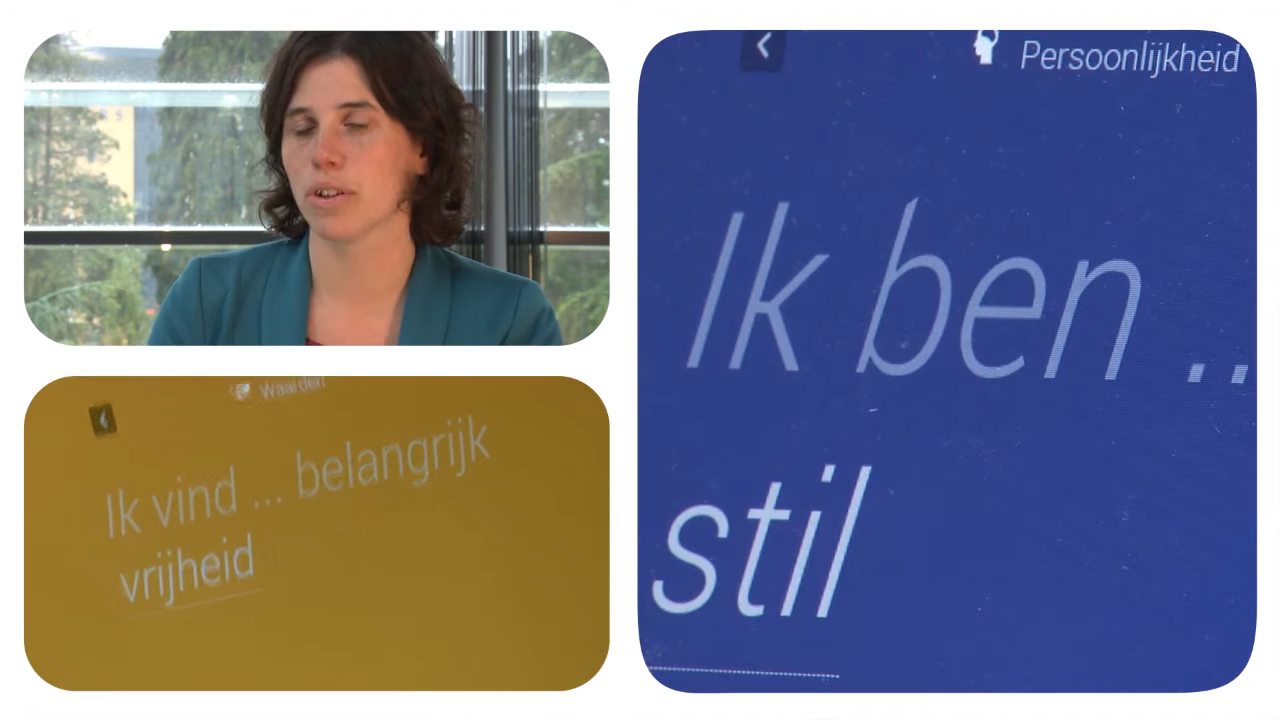 Waarden
Ik vind ... belangrijk
vrijheid
Persoonlijkheid
Ik ben ..
stil